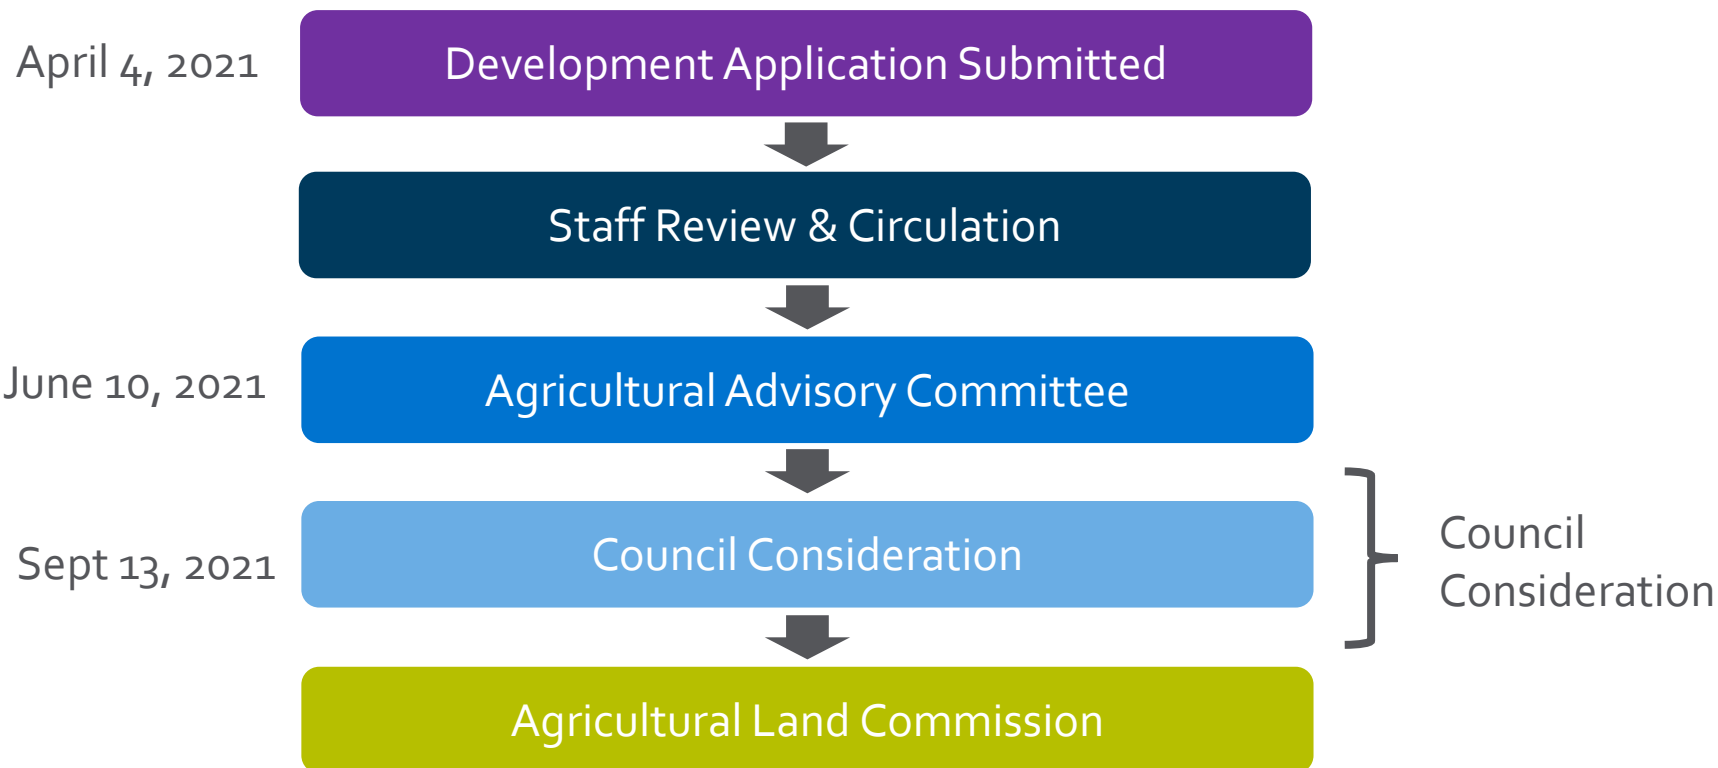 April 4, 2021
Development Application Submitted
Staff Review & Circulation
June 10, 2021
Agricultural Advisory Committee
Sept 13, 2021
Council Consideration
Council
Consideration
Agricultural Land Commission